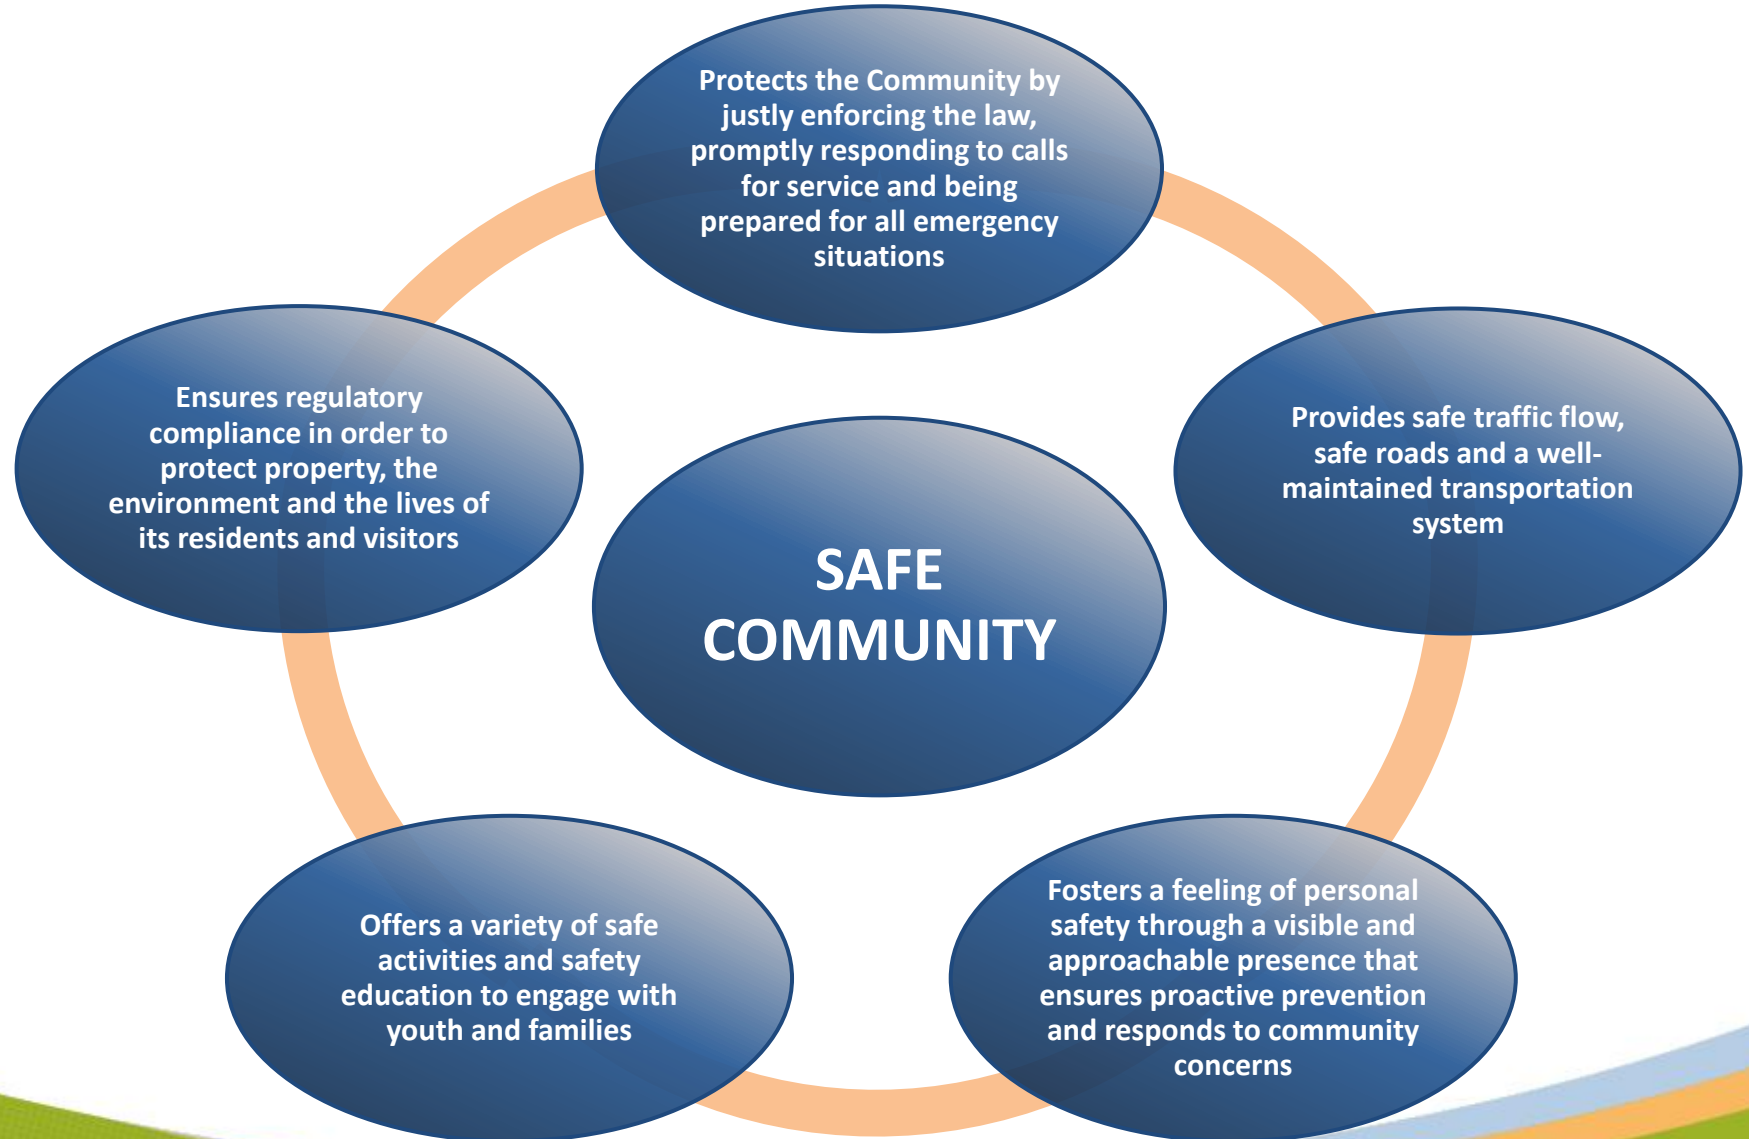 Protects the Community by
justly enforcing the law,
promptly responding to calls
for service and being
prepared for all emergency
situations
Provides safe traffic flow,
safe roads and a well-
maintained transportation
system
Fosters a feeling of personal
safety through a visible and
approachable presence that
ensures proactive prevention
and responds to community
concerns
Offers a variety of safe
activities and safety
education to engage with
youth and families
Ensures regulatory
compliance in order to
protect property, the
environment and the lives of
its residents and visitors
SAFE
COMMUNITY